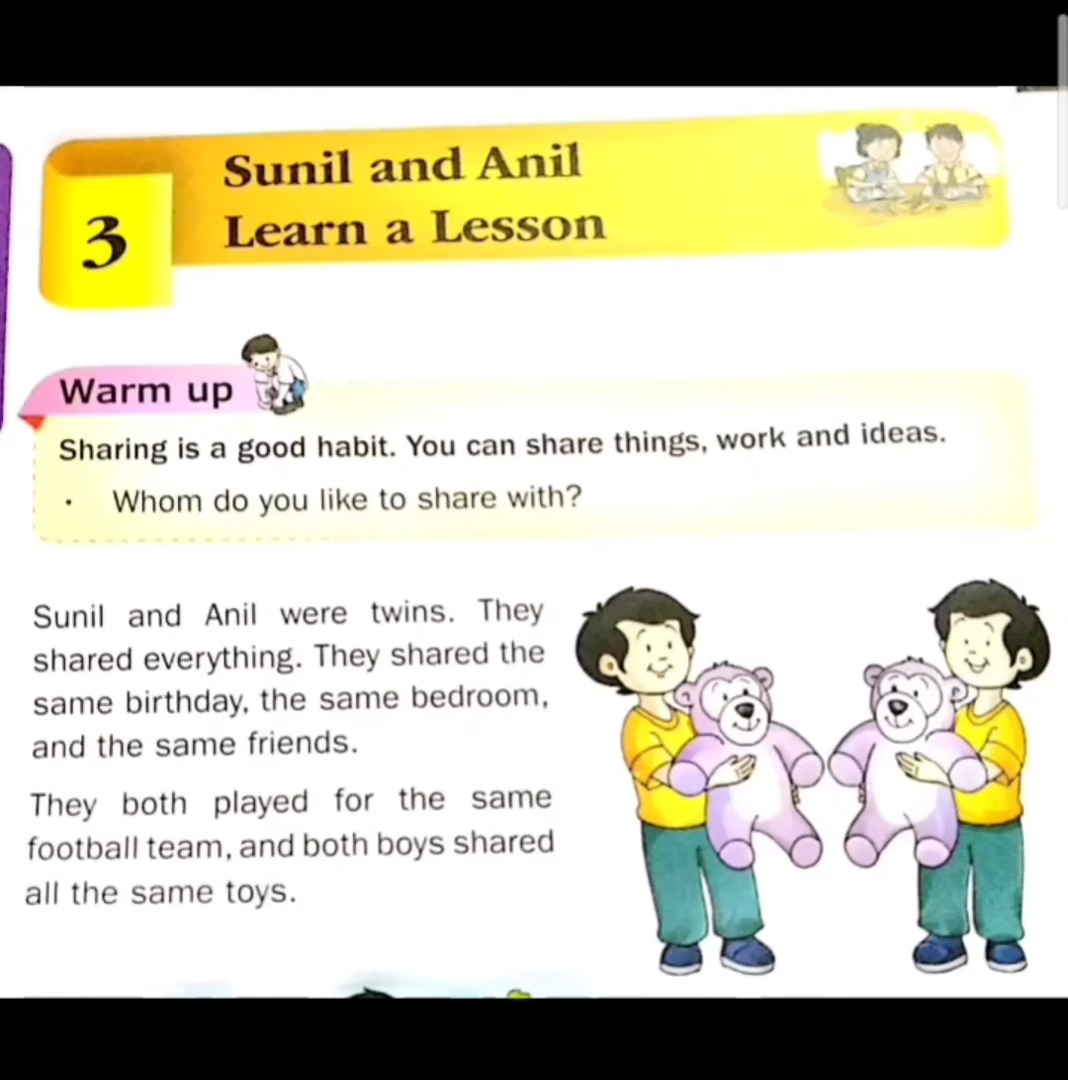 3
Sunil and Anil
Learn a Lesson
Warm up
Sharing is a good habit. You can share things, work and ideas.
· Whom do you like to share with?
Sunil and Anil were twins. They
shared everything. They shared the
same birthday, the same bedroom,
and the same friends.
They both played for the same
football team, and both boys shared
all the same toys.